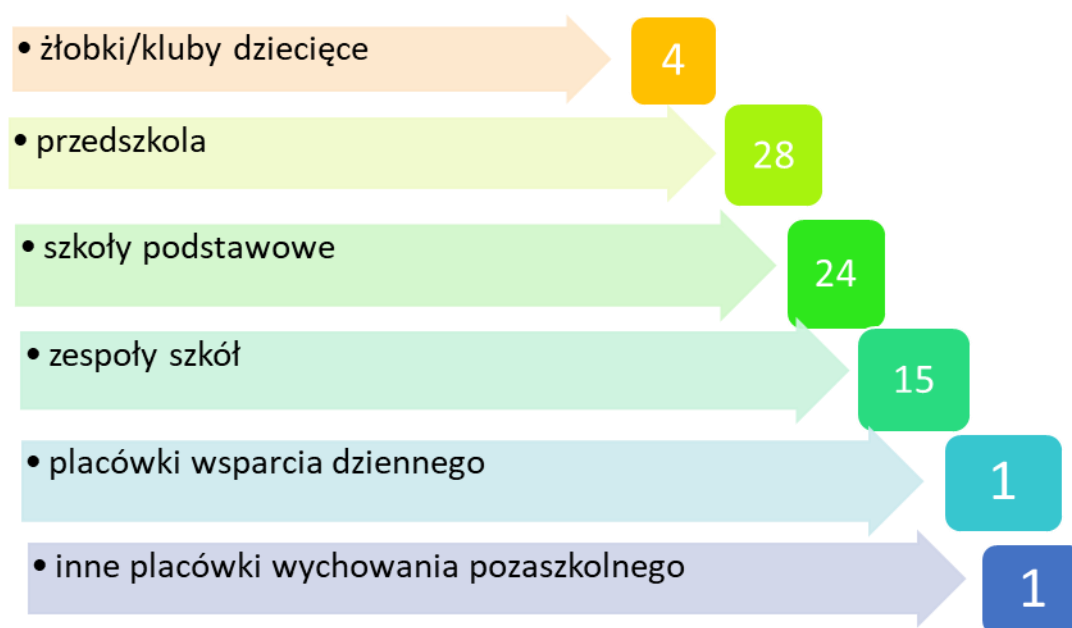 • żłobki/kluby dziecięce 4
• przedszkola 28
• szkoły podstawowe 24
• zespoły szkół 15
• placówki wsparcia dziennego 1
• inne placówki wychowania pozaszkolnego 1